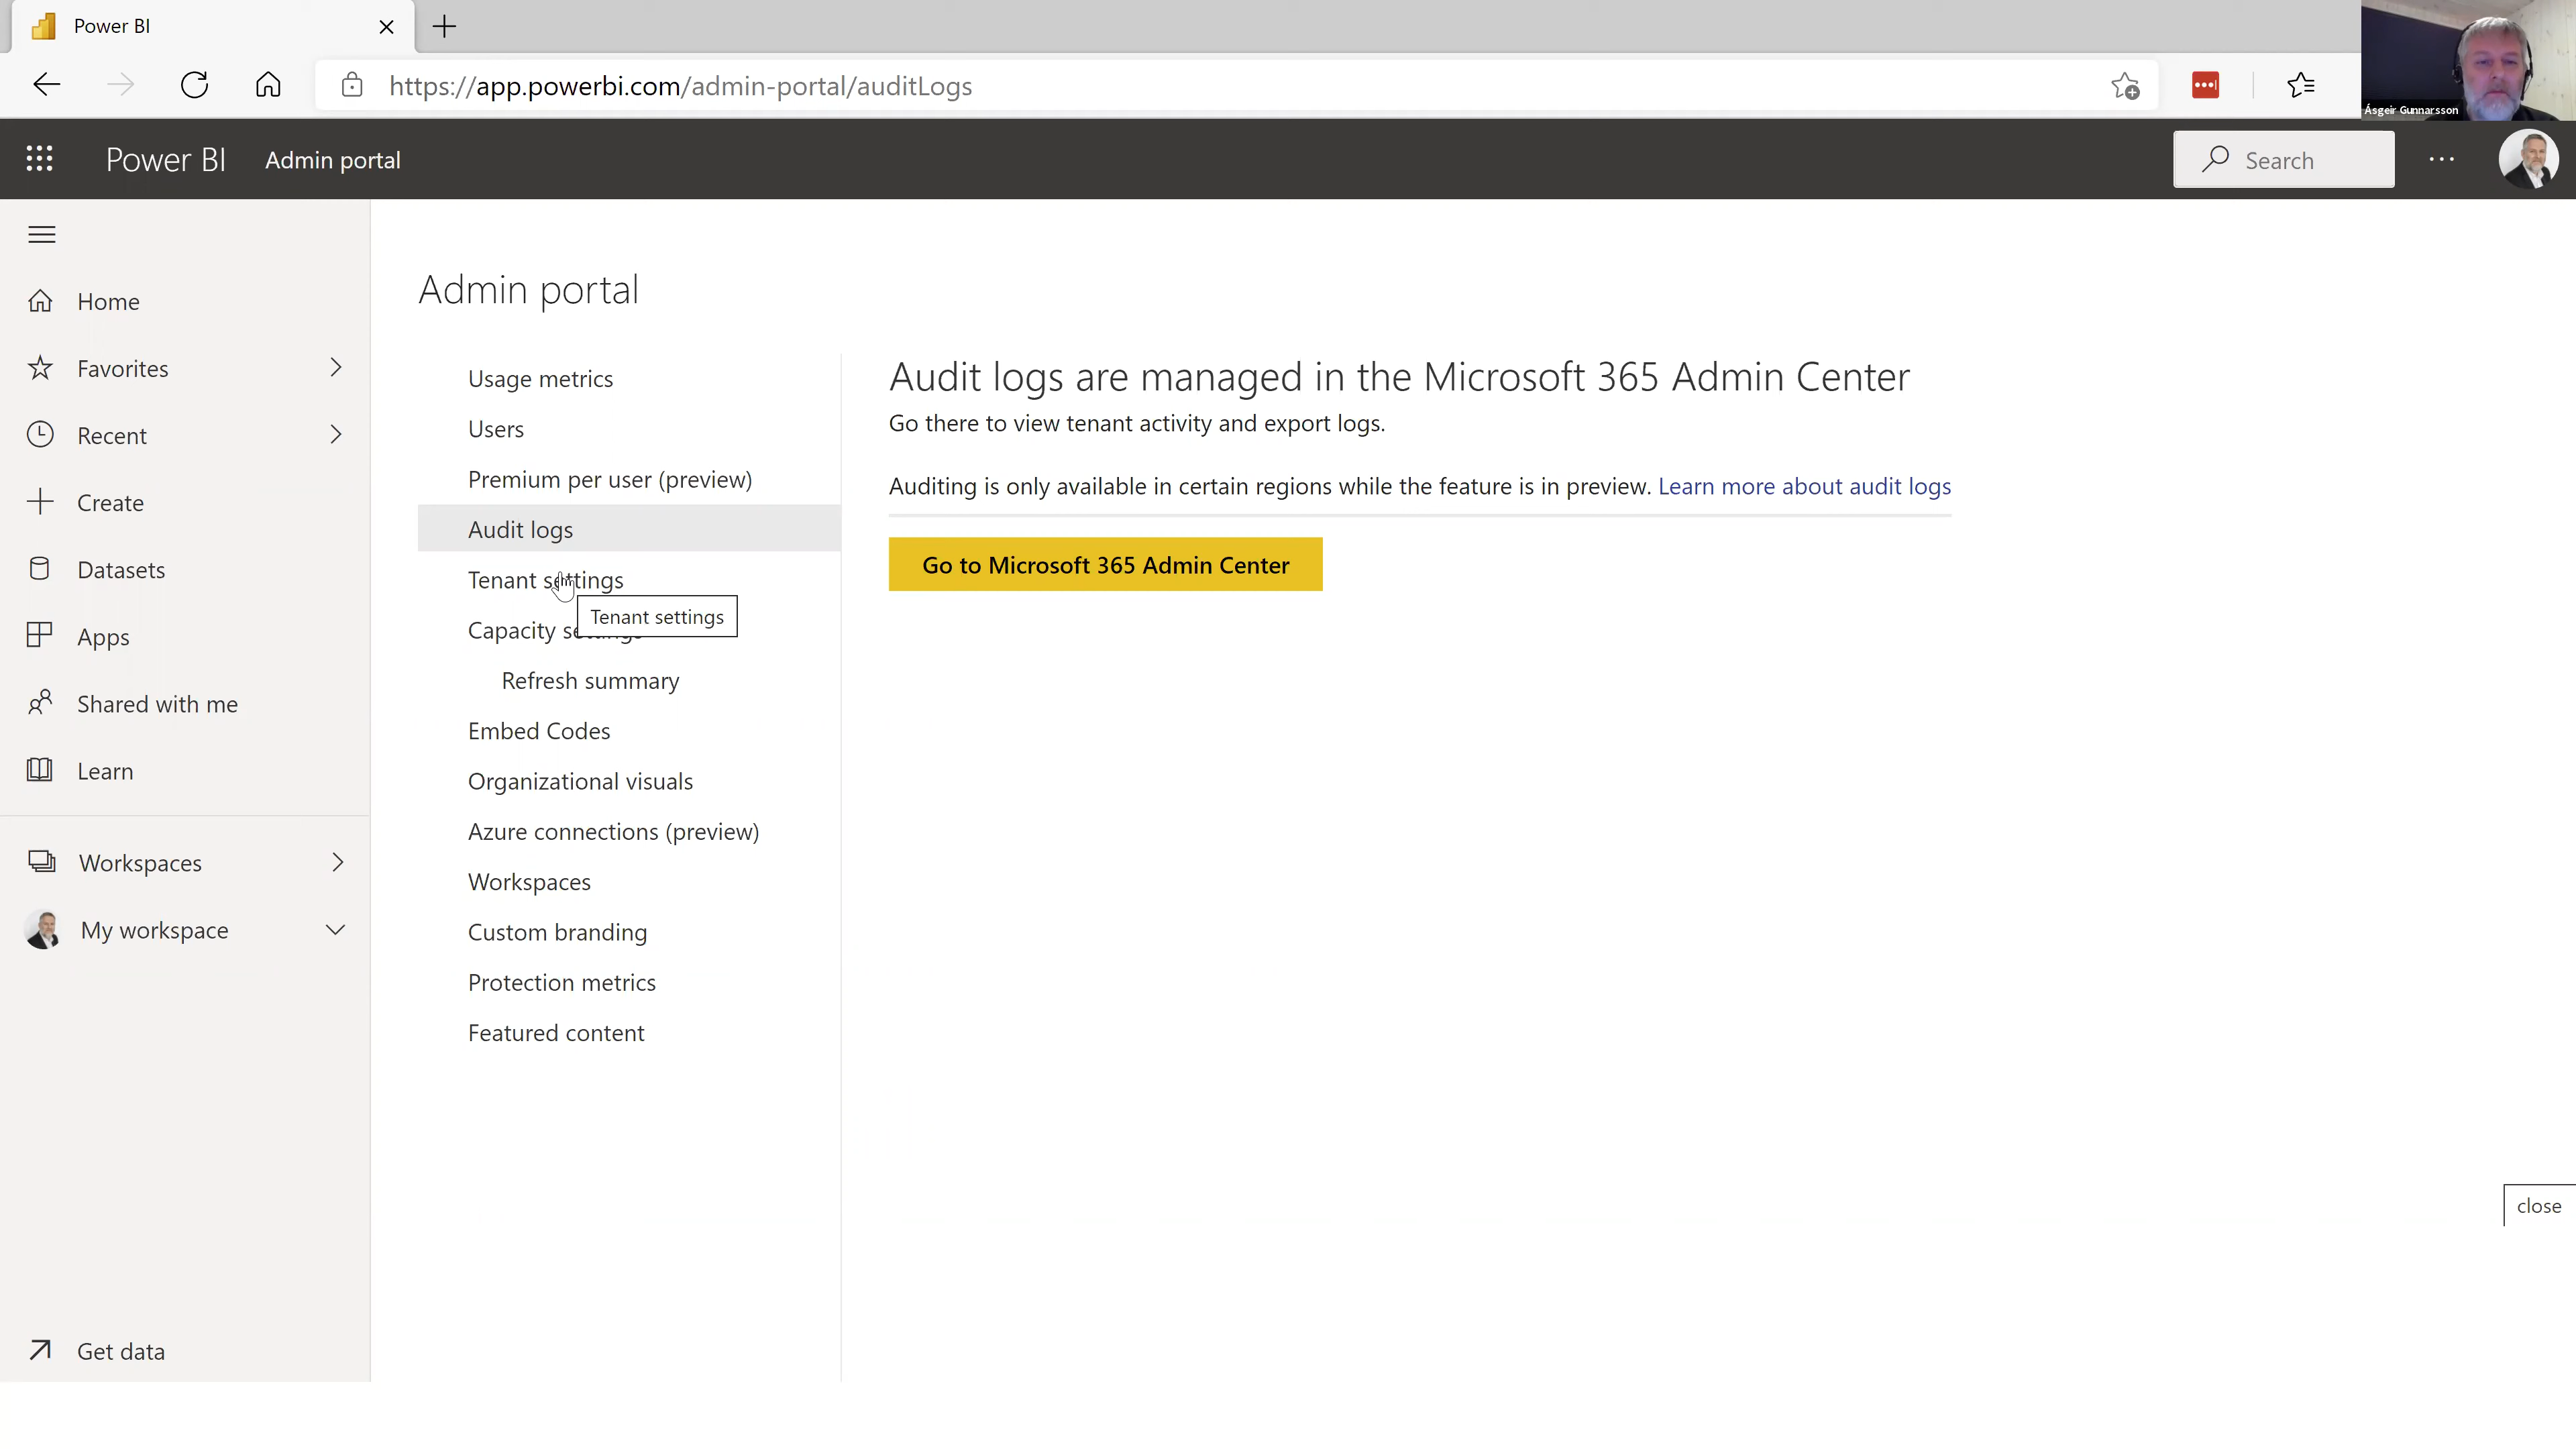 Power BI
https://app.powerbi.com/admin-portal/auditLogs
Ásgeir Gunnarsson
Power BI Admin portal
Search
Home
Favorites
Recent
Create
Datasets
Apps
Shared with me
Learn
Workspaces
My workspace
Get data
Admin portal
Usage metrics
Users
Premium per user (preview)
Audit logs
Tenant settings
Tenant settings
Capacity settings
Refresh summary
Embed Codes
Organizational visuals
Azure connections (preview)
Workspaces
Custom branding
Protection metrics
Featured content
Audit logs are managed in the Microsoft 365 Admin Center
Go there to view tenant activity and export logs.
Auditing is only available in certain regions while the feature is in preview. Learn more about audit logs
Go to Microsoft 365 Admin Center
close